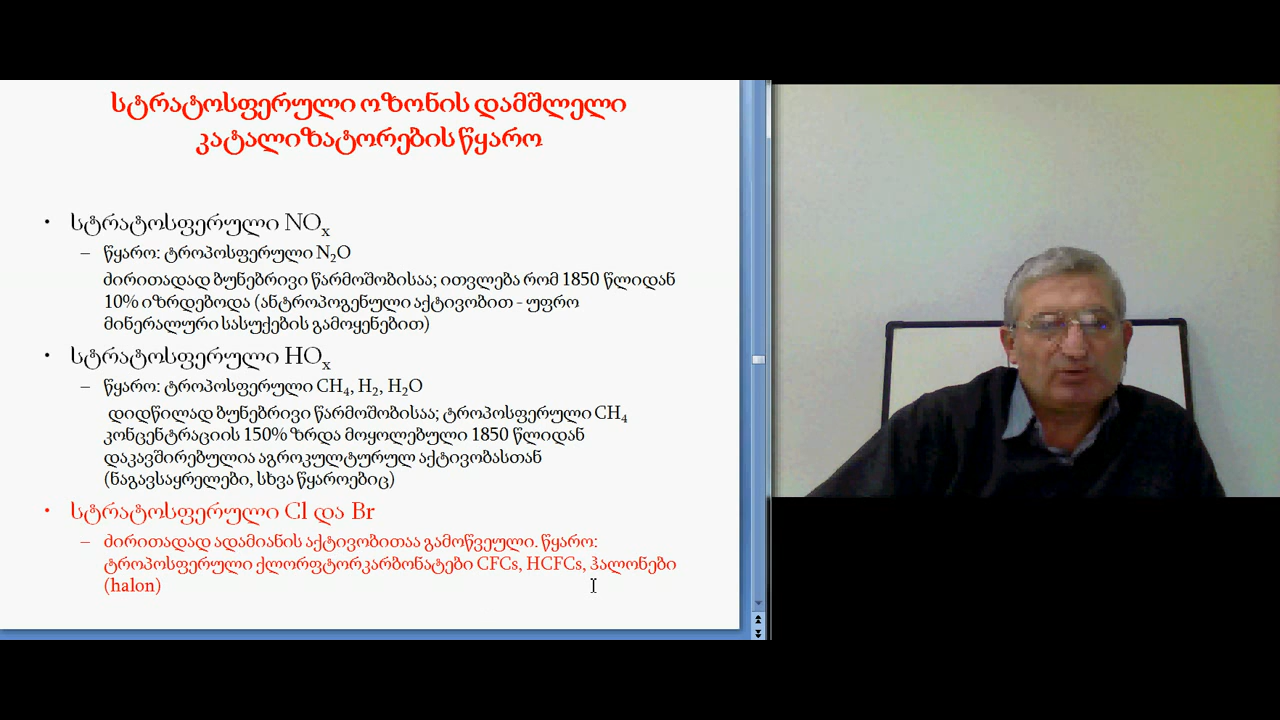 სტრატოსფერული ოზონის დამშლელი
კატალიზატორების წყარო
• სტრატოსფერული NOₓ
– წყარო: ტროპოსფერული N₂O
ძირითადად ბუნებრივი წარმოშობისაა; ითვლება რომ 1850 წლიდან
10% იზრდებოდა (ანტროპოგენული აქტივობით - უფრო
მინერალური სასუქების გამოყენებით)
• სტრატოსფერული HOₓ
– წყარო: ტროპოსფერული CH₄, H₂, H₂O
დიდწილად ბუნებრივი წარმოშობისაა; ტროპოსფერული CH₄
კონცენტრაციის 150% ზრდა მოყოლებული 1850 წლიდან
დაკავშირებულია აგროკულტურულ აქტივობასთან
(ნაგავსაყრელები, სხვა წყაროებიც)
• სტრატოსფერული Cl და Br
– ძირითადად ადამიანის აქტივობითაა გამოწვეული. წყარო:
ტროპოსფერული ქლორფტორკარბონატები CFCs, HCFCs, ჰალონები
(halon)